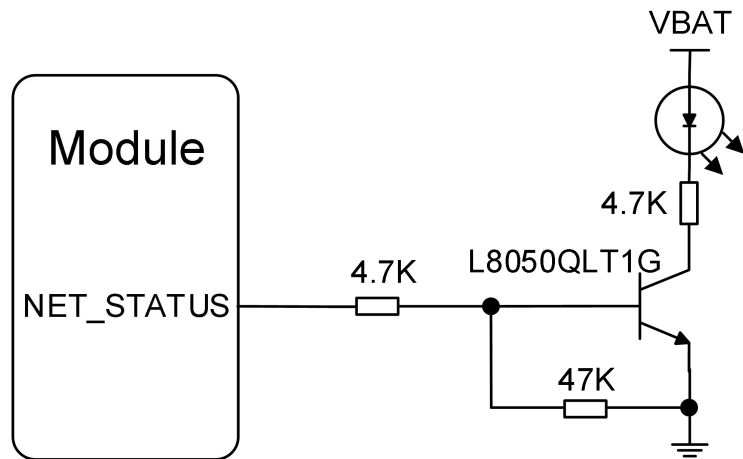 VBAT
Module
4.7K
L8050QLT1G
4.7K
NET_STATUS
47K